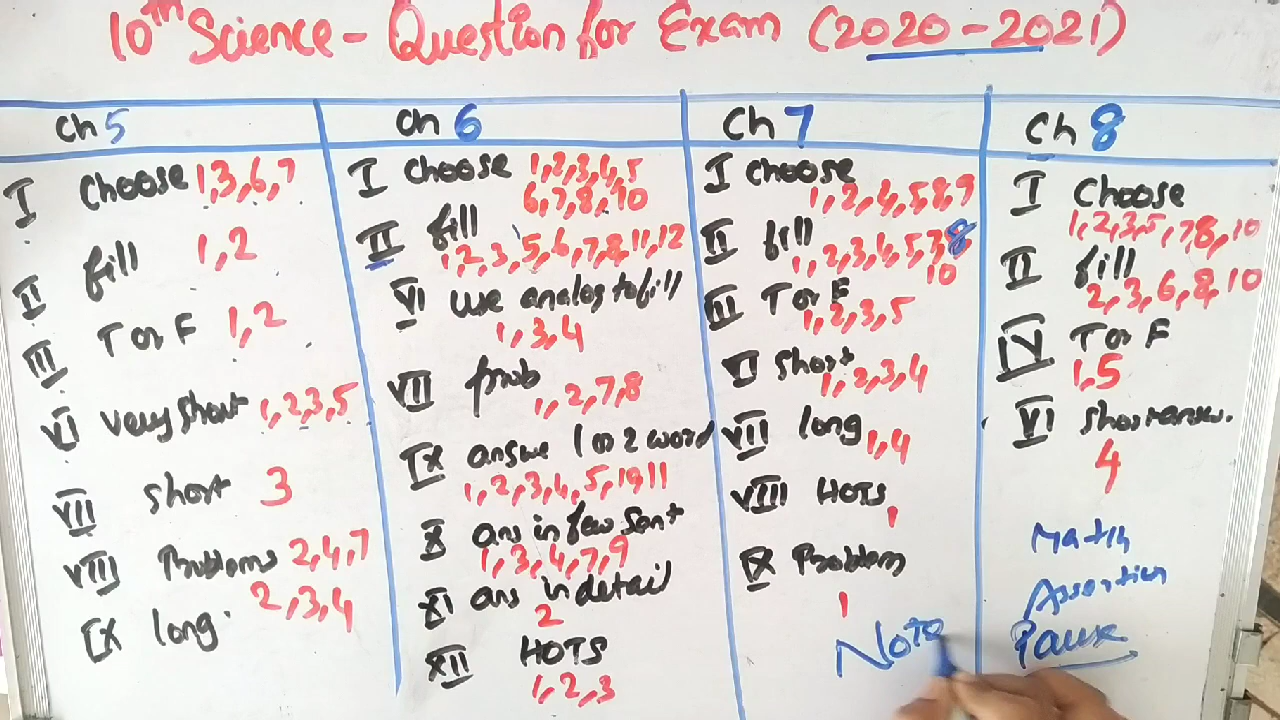 10th Science - Question for Exam (2020 - 2021)
Ch 5
I Choose 1,3,6,7
II fill 1,2
III T or F 1,2
VI Very short 1,2,3,5
VII short 3
VIII Problems 2,4,7
IX long. 2,3,4
Ch 6
I choose 1,2,3,4,5
6,7,8,10
II fill
1,2,3,5,6,7,8,11,12
VI use analog to fill
1,3,4
VII prob
1,2,7,8
IX answe 1 or 2 word
1,2,3,4,5,10,11
X ans in few sent
1,3,4,7,9
XI ans in detail
2
XII HOTS
1,2,3
Ch 7
I choose
1,2,4,5,8,9
II fill
1,2,3,4,5,7,8
10
III T or F
1,2,3,5
VI short
1,2,3,4
VII long 1,4
VIII HOTS
1
IX Problem
1
Note
Ch 8
I Choose
1,2,3,5,7,8,10
II fill
2,3,6,8,10
IV T or F
1,5
VI
4
Match
Assertion
Pause